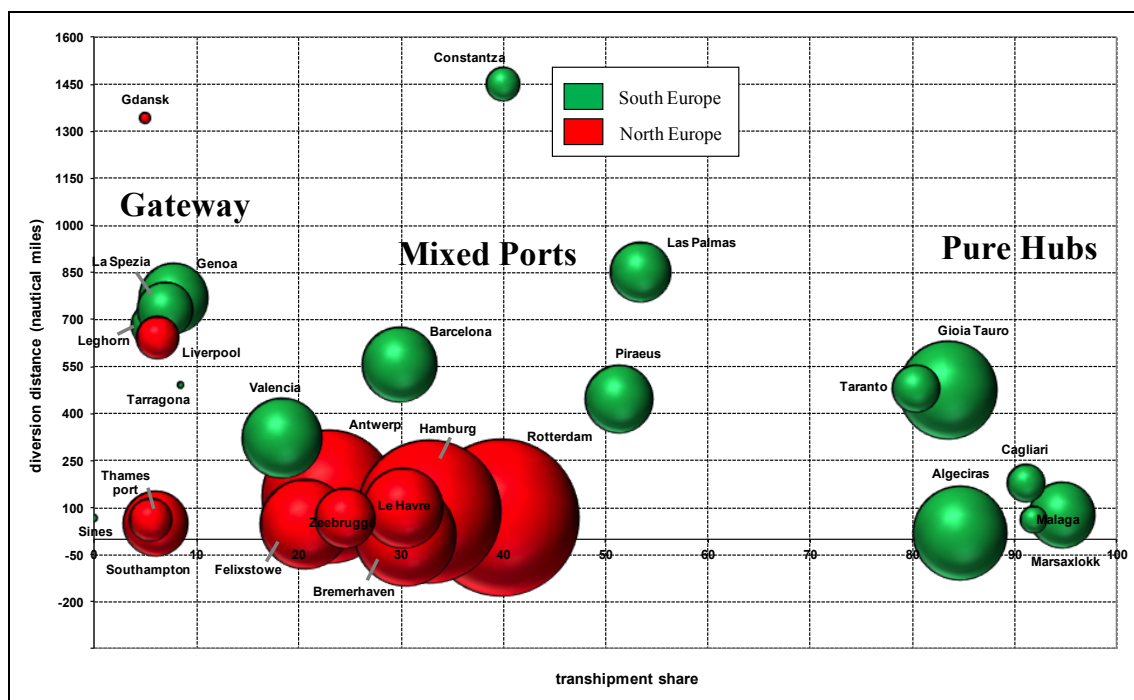 diversion distance (nautical miles)
1600
1450
1300
1150
1000
850
700
550
400
250
100
-50
-200
Constantza
South Europe
North Europe
Gdansk
Gateway
Mixed Ports
Pure Hubs
La Spezia
Genoa
Las Palmas
Leghorn
Liverpool
Barcelona
Gioia Tauro
Tarragona
Valencia
Piraeus
Taranto
Antwerp
Hamburg
Rotterdam
Cagliari
Thames
port
Algeciras
Sines
Zeebrugge
Le Havre
Malaga
0
10
20
30
40
50
60
70
80
90
100
Southampton
Felixstowe
Bremerhaven
Marsaxlokk
transhipment share